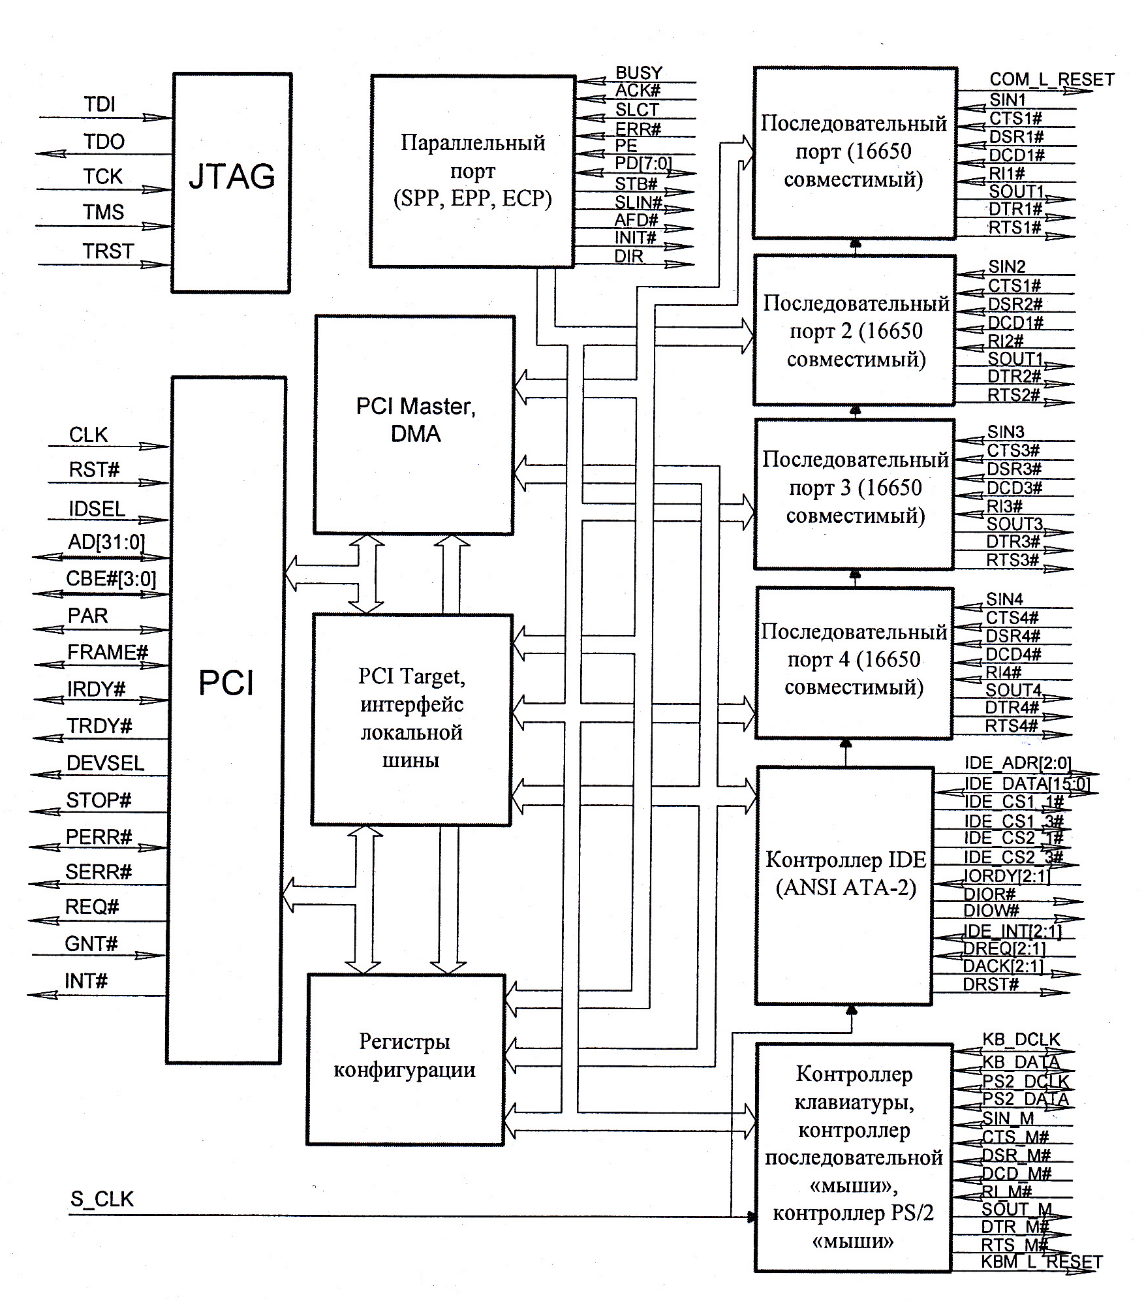 TDI
TDO
TCK
TMS
TRST
JTAG
Параллельный
порт
(SPP, EPP, ECP)
BUSY
ACK#
SLCT
ERR#
PE
PD[7:0]
STB#
SLIN#
AFD#
INIT#
DIR
Последовательный
порт (16650
совместимый)
COM_L_RESET
SIN1
CTS1#
DSR1#
DCD1#
RI1#
SOUT1
DTR1#
RTS1#
Последовательный
порт 2 (16650
совместимый)
SIN2
CTS1#
DSR2#
DCD1#
RI2#
SOUT1
DTR2#
RTS2#
PCI Master,
DMA
Последовательный
порт 3 (16650
совместимый)
SIN3
CTS3#
DSR3#
DCD3#
RI3#
SOUT3
DTR3#
RTS3#
CLK
RST#
IDSEL
AD[31:0]
CBE#[3:0]
PAR
FRAME#
IRDY#
TRDY#
DEVSEL
STOP#
PERR#
SERR#
REQ#
GNT#
INT#
PCI
PCI Target,
интерфейс
локальной
шины
Последовательный
порт 4 (16650
совместимый)
SIN4
CTS4#
DSR4#
DCD4#
RI4#
SOUT4
DTR4#
RTS4#
Контроллер IDE
(ANSI ATA-2)
IDE_ADR[2:0]
IDE_DATA[15:0]
IDE_CS1_1#
IDE_CS1_3#
IDE_CS2_1#
IDE_CS2_3#
IORDY[2:1]
DIOR#
DIOW#
IDE_INT[2:1]
DREQ[2:1]
DACK[2:1]
DRST#
Регистры
конфигурации
Контроллер
клавиатуры,
контроллер
последовательной
«мыши»,
контроллер PS/2
«мыши»
KB_DCLK
KB_DATA
PS2_DCLK
PS2_DATA
SIN_M
CTS_M#
DSR_M#
DCD_M#
RI_M#
SOUT_M
DTR_M#
RTS_M#
KBM_L_RESET
S_CLK